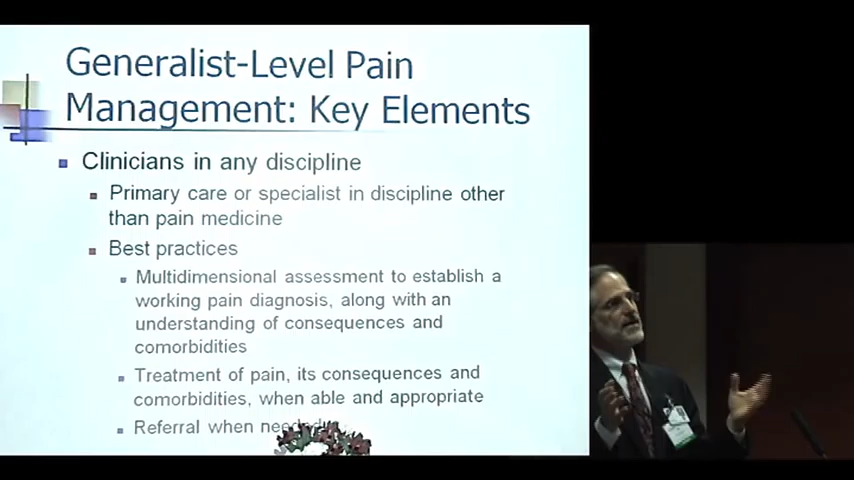 Generalist-Level Pain
Management: Key Elements
Clinicians in any discipline
Primary care or specialist in discipline other
than pain medicine
Best practices
Multidimensional assessment to establish a
working pain diagnosis, along with an
understanding of consequences and
comorbidities
Treatment of pain, its consequences and
comorbidities, when able and appropriate
Referral when